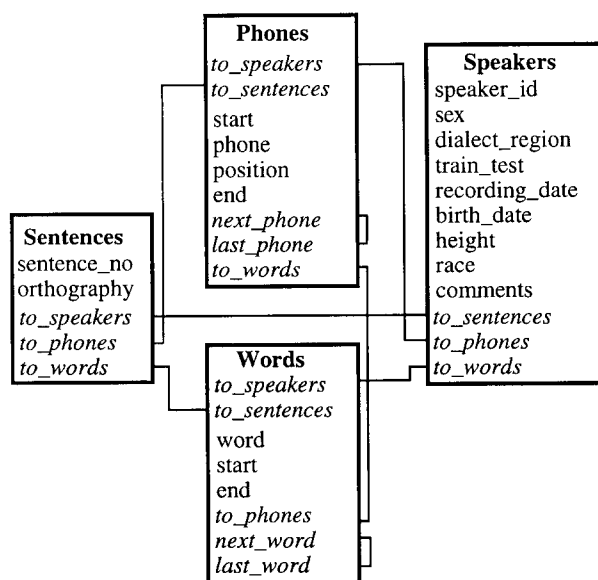 Phones
to_speakers
to_sentences
start
phone
position
end
next_phone
last_phone
to_words
Speakers
speaker_id
sex
dialect_region
train_test
recording_date
birth_date
height
race
comments
to_sentences
to_phones
to_words
Sentences
sentence_no
orthography
to_speakers
to_phones
to_words
Words
to_speakers
to_sentences
word
start
end
to_phones
next_word
last_word